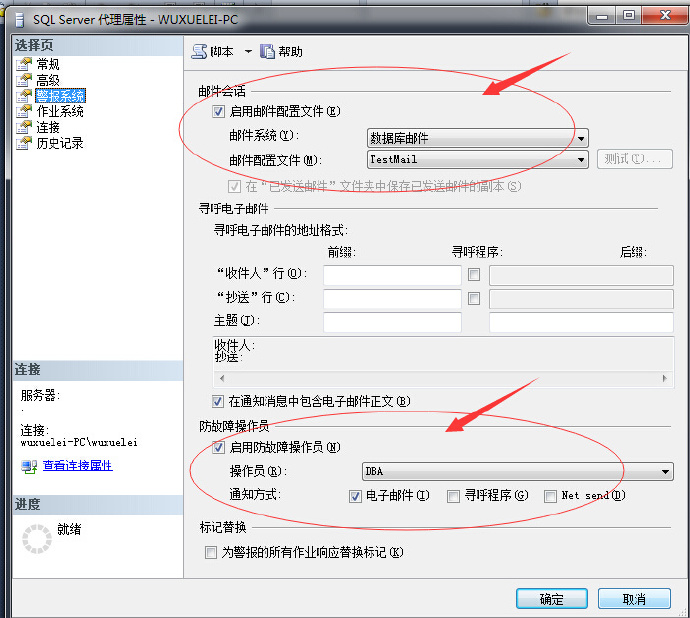 SQL Server 代理属性 - WUXUELEI-PC
选择页
常规
高级
警报系统
作业系统
连接
历史记录
连接
服务器:
.
连接:
wuxuelei-PC\wuxuelei
查看连接属性
进度
就绪
脚本 帮助
邮件会话
启用邮件配置文件(E)
邮件系统(Y): 数据库邮件
邮件配置文件(M): TestMail 测试(T)...
在“已发送邮件”文件夹中保存已发送邮件的副本(S)
寻呼电子邮件
寻呼电子邮件的地址格式:
前缀: 寻呼程序: 后缀:
“收件人”行(O):
“抄送”行(C):
主题(J):
收件人:
抄送:
在通知消息中包含电子邮件正文(B)
防故障操作员
启用防故障操作员(N)
操作员(R): DBA
通知方式: 电子邮件(I) 寻呼程序(G) Net send(D)
标记替换
为警报的所有作业响应替换标记(K)
确定 取消